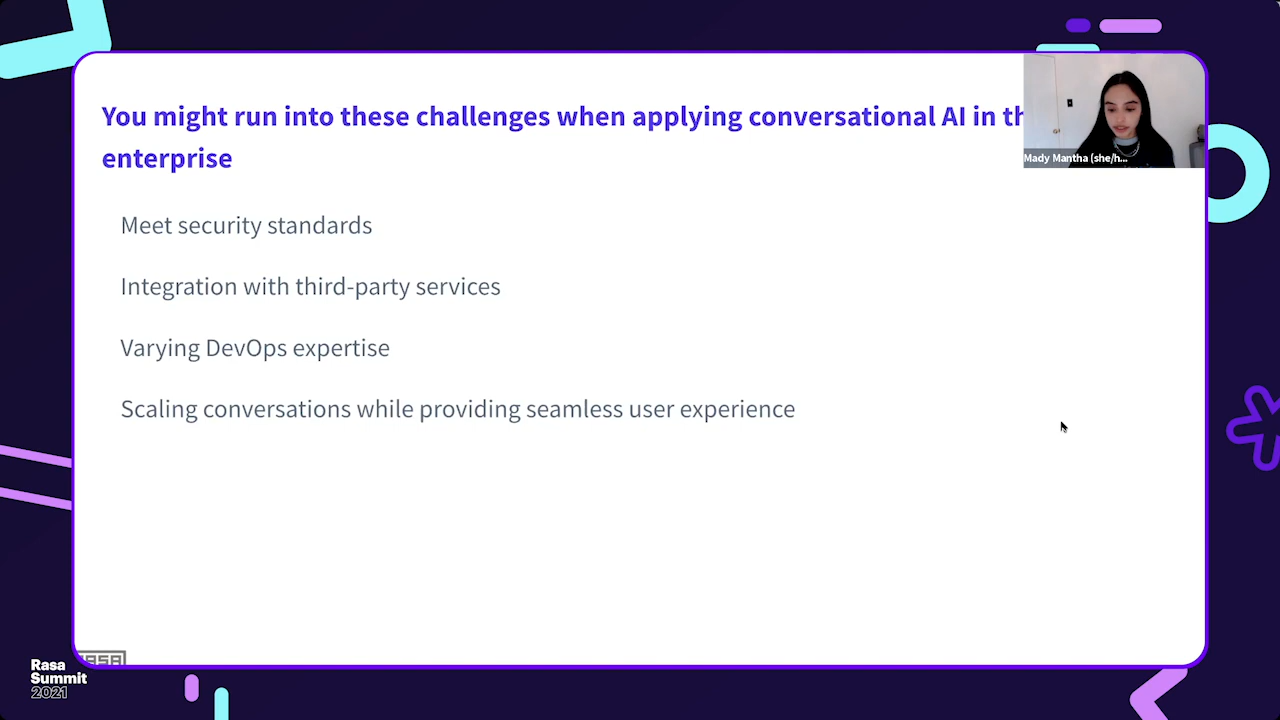 You might run into these challenges when applying conversational AI in th
enterprise
Mady Mantha (she/h...
Meet security standards
Integration with third-party services
Varying DevOps expertise
Scaling conversations while providing seamless user experience
RASA
Rasa
Summit
2021